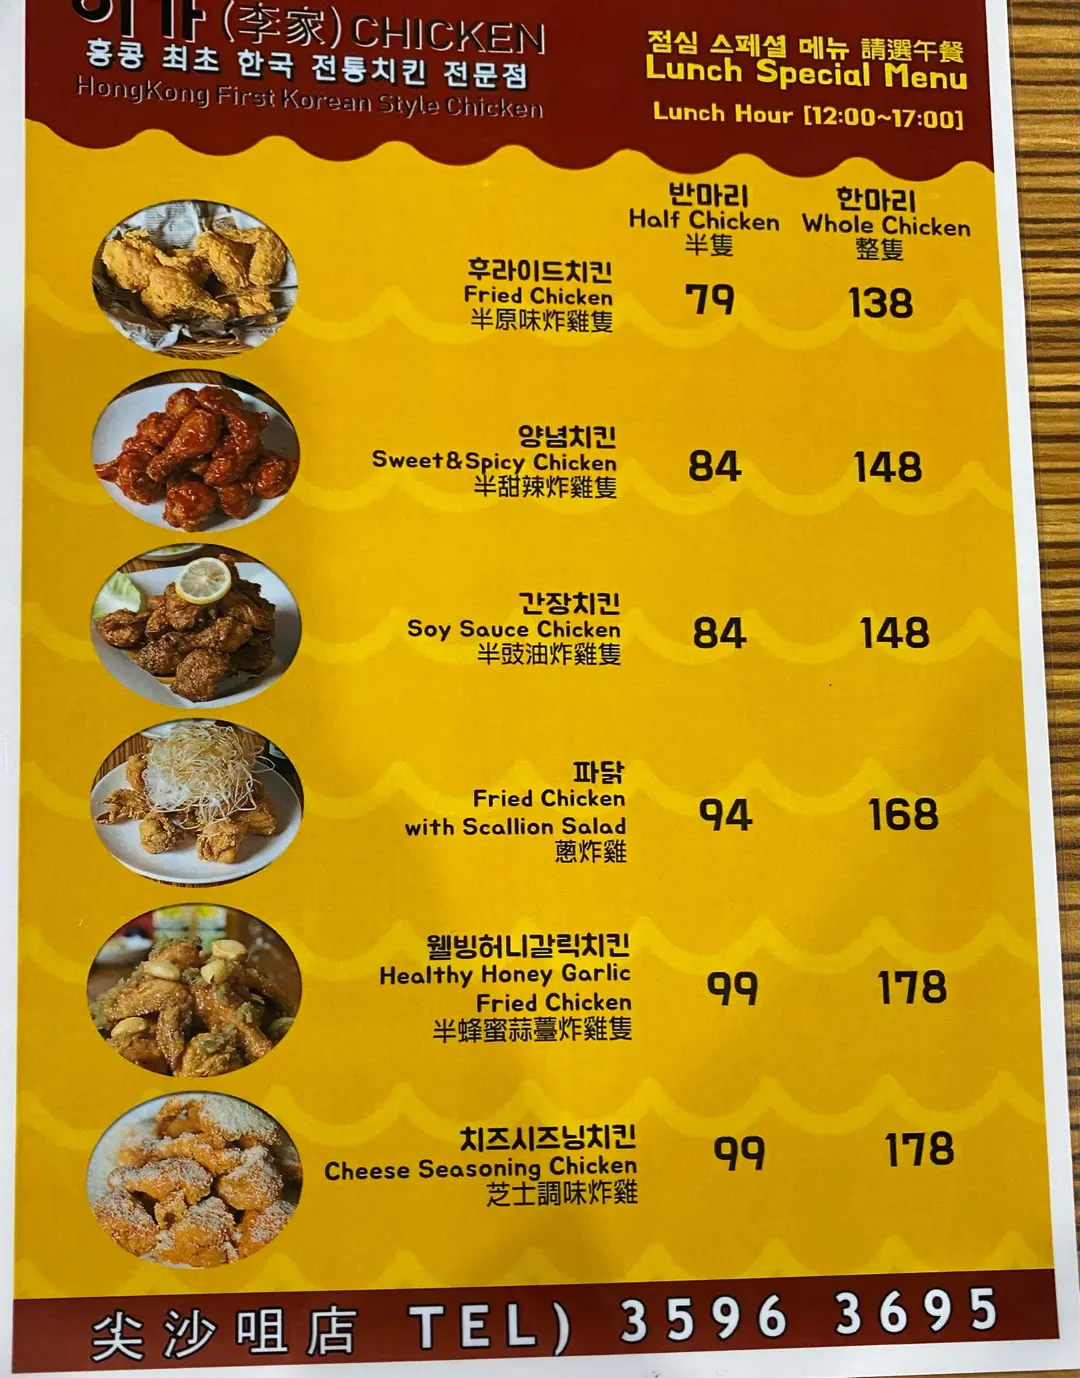 이가 (李家) CHICKEN
홍콩 최초 한국 전통치킨 전문점
HongKong First Korean Style Chicken
점심 스페셜 메뉴 請選午餐
Lunch Special Menu
Lunch Hour [12:00~17:00]
반마리 한마리
Half Chicken Whole Chicken
半隻 整隻
후라이드치킨
Fried Chicken 79 138
半原味炸雞隻
양념치킨
Sweet&Spicy Chicken 84 148
半甜辣炸雞隻
간장치킨
Soy Sauce Chicken 84 148
半豉油炸雞隻
파닭
Fried Chicken
with Scallion Salad 94 168
蔥炸雞
웰빙허니갈릭치킨
Healthy Honey Garlic
Fried Chicken 99 178
半蜂蜜蒜薹炸雞隻
치즈시즈닝치킨
Cheese Seasoning Chicken 99 178
芝士調味炸雞
尖沙咀店 TEL) 3596 3695